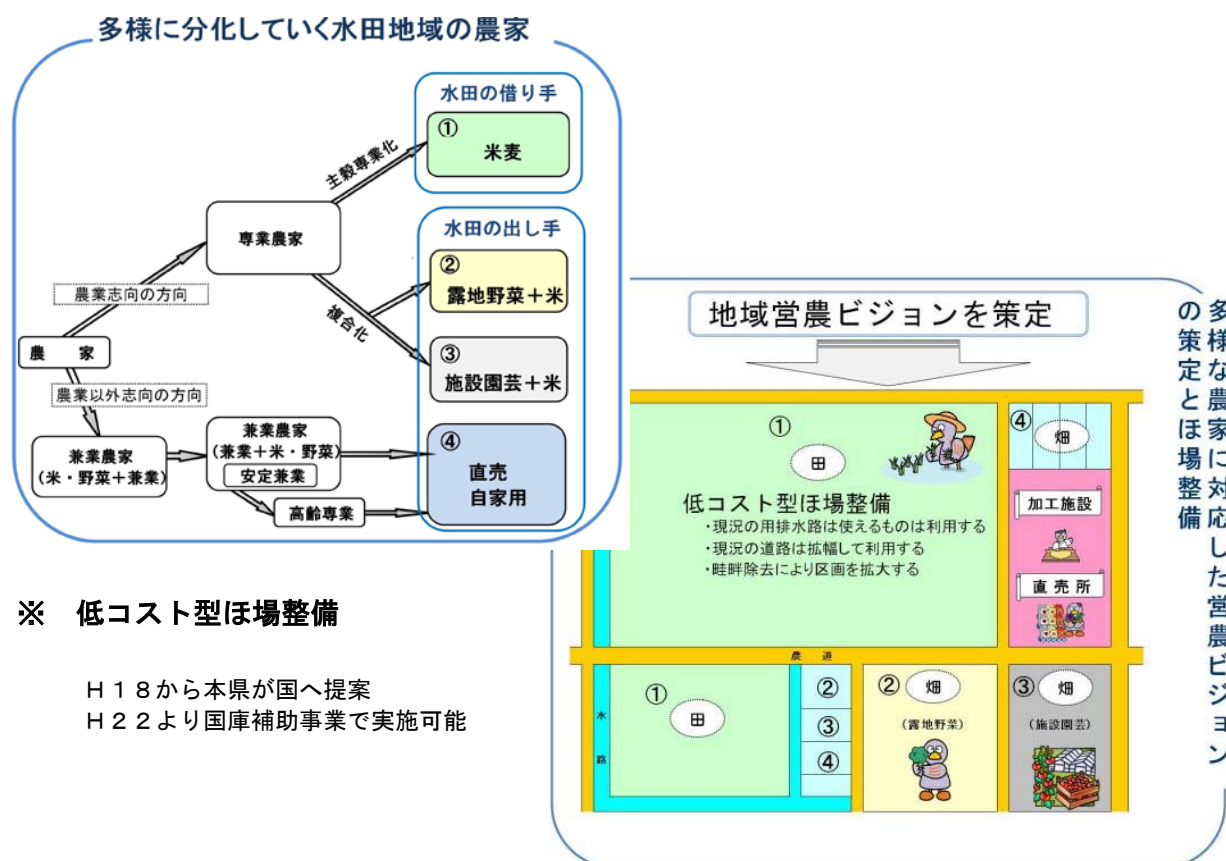 多様に分化していく水田地域の農家
水田の借り手
①
米麦
主穀専業化
専業農家
水田の出し手
②
露地野菜+米
農業志向の方向
複合化
③
施設園芸+米
農 家
農業以外志向の方向
兼業農家
(米・野菜+兼業)
兼業農家
(兼業+米・野菜)
安定兼業
高齢専業
④
直売
自家用
※ 低コスト型ほ場整備
H18から本県が国へ提案
H22より国庫補助事業で実施可能
地域営農ビジョンを策定
多様な農家に対応した営農ビジョン
の策定とほ場整備
①
田
低コスト型ほ場整備
・現況の用排水路は使えるものは利用する
・現況の道路は拡幅して利用する
・畦畔除去により区画を拡大する
④
畑
加工施設
直売所
農道
水路
①
田
②
③
④
②
畑
(露地野菜)
③
畑
(施設園芸)